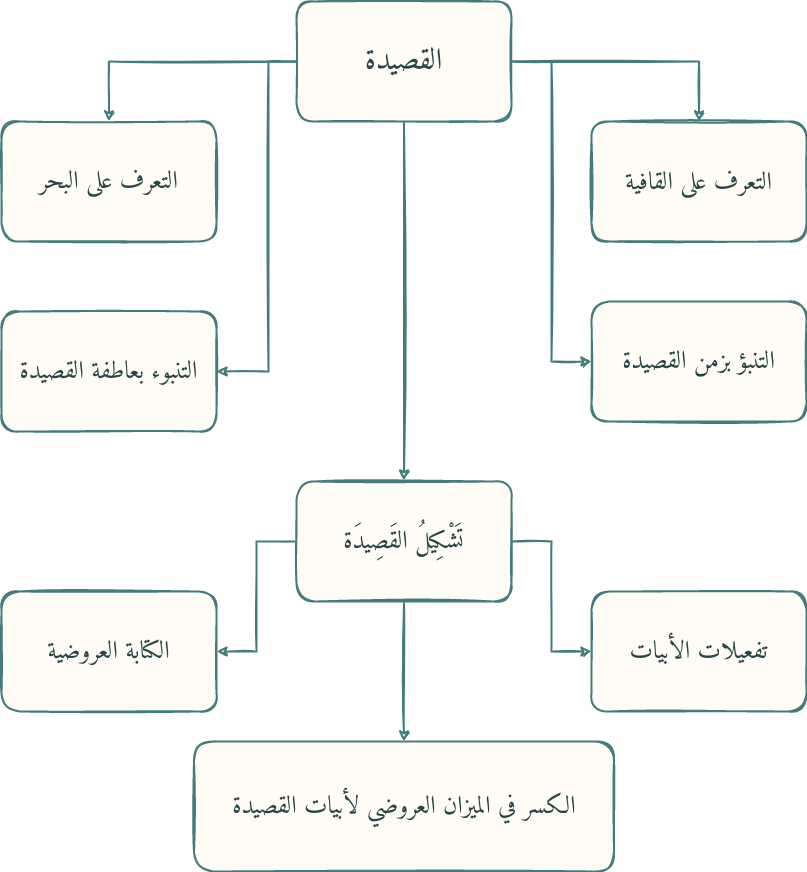 القصيدة
التعرف على القافية
التعرف على البحر
التنبؤ بزمن القصيدة
التنبوء بعاطفة القصيدة
تَشْكِيلُ القَصِيدَة
تفعيلات الأبيات
الكتابة العروضية
الكسر في الميزان العروضي لأبيات القصيدة